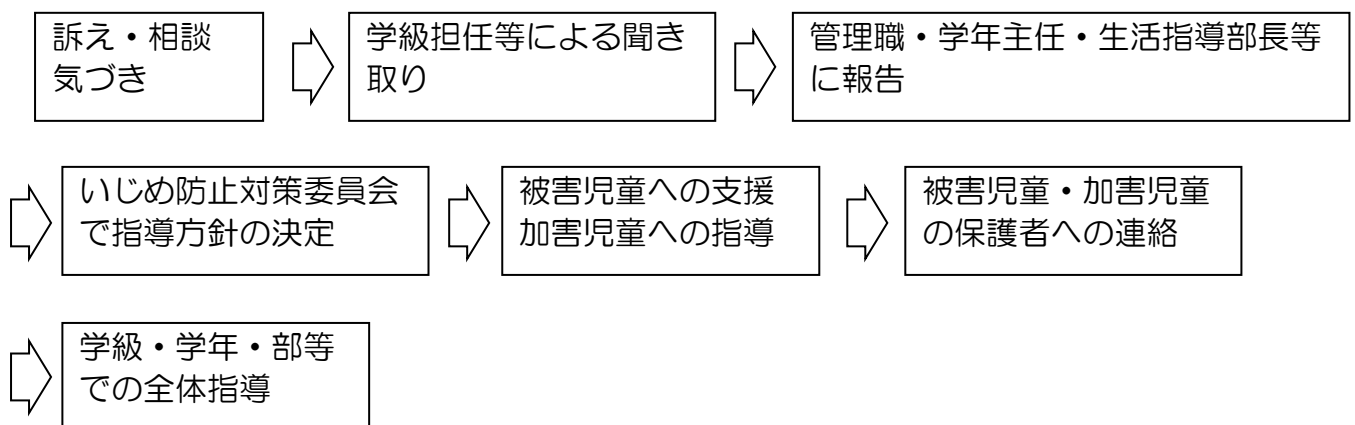 訴え・相談
気づき
学級担任等による聞き
取り
管理職・学年主任・生活指導部長等
に報告
いじめ防止対策委員会
で指導方針の決定
被害児童への支援
加害児童への指導
被害児童・加害児童
の保護者への連絡
学級・学年・部等
での全体指導